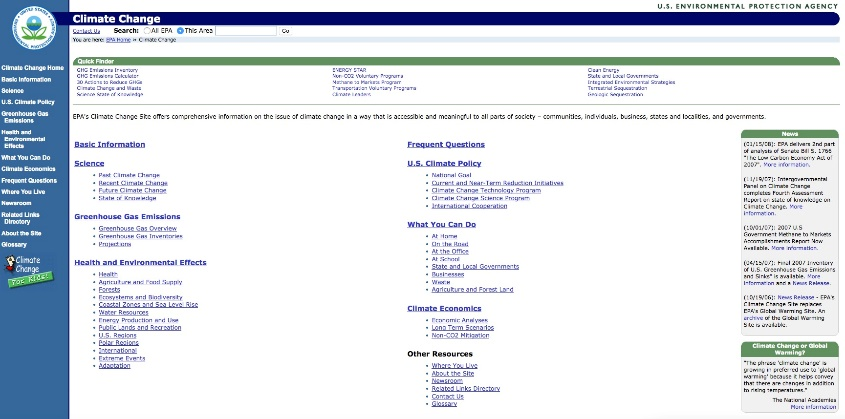 U.S. ENVIRONMENTAL PROTECTION AGENCY
Climate Change
Contact Us Search: All EPA This Area Go
You are here: EPA Home » Climate Change
Climate Change Home
Basic Information
Science
U.S. Climate Policy
Greenhouse Gas
Emissions
Health and
Environmental
Effects
What You Can Do
Climate Economics
Frequent Questions
Where You Live
Newsroom
Related Links
Directory
About the Site
Glossary
Climate
Change
For Kids!
Quick Finder
GHG Emissions Inventory
GHG Emissions Calculator
30 Actions to Reduce GHGs
Climate Change and Waste
Science State of Knowledge
ENERGY STAR
Non-CO2 Voluntary Programs
Methane to Markets Program
Transportation Voluntary Programs
Climate Leaders
Clean Energy
State and Local Governments
Integrated Environmental Strategies
Terrestrial Sequestration
Geologic Sequestration
EPA's Climate Change Site offers comprehensive information on the issue of climate change in a way that is accessible and meaningful to all parts of society – communities, individuals, business, states and localities, and governments.
Basic Information
Science
Past Climate Change
Recent Climate Change
Future Climate Change
State of Knowledge
Greenhouse Gas Emissions
Greenhouse Gas Overview
Greenhouse Gas Inventories
Projections
Health and Environmental Effects
Health
Agriculture and Food Supply
Forests
Ecosystems and Biodiversity
Coastal Zones and Sea Level Rise
Water Resources
Energy Production and Use
Public Lands and Recreation
U.S. Regions
Polar Regions
International
Extreme Events
Adaptation
Frequent Questions
U.S. Climate Policy
National Goal
Current and Near-Term Reduction Initiatives
Climate Change Technology Program
Climate Change Science Program
International Cooperation
What You Can Do
At Home
On the Road
At the Office
At School
State and Local Governments
Businesses
Waste
Agriculture and Forest Land
Climate Economics
Economic Analyses
Long Term Scenarios
Non-CO2 Mitigation
Other Resources
Where You Live
About the Site
Newsroom
Related Links Directory
Contact Us
Glossary
News
(01/15/08): EPA delivers 2nd part
of analysis of Senate Bill S. 1766
"The Low Carbon Economy Act of
2007". More information.
(11/19/07): Intergovernmental
Panel on Climate Change
completes Fourth Assessment
Report on state of knowledge on
Climate Change. More
information.
(10/01/07): 2007 U.S
Government Methane to Markets
Accomplishments Report Now
Available. More information.
(04/15/07): Final 2007 Inventory
of U.S. Greenhouse Gas Emissions
and Sinks" is available. More
information and a News Release.
(10/19/06): News Release - EPA's
Climate Change Site replaces
EPA's Global Warming Site. An
archive of the Global Warming
Site is available.
Climate Change or Global
Warming?
"The phrase 'climate change' is
growing in preferred use to 'global
warming' because it helps convey
that there are changes in addition
to rising temperatures."
The National Academies
More information